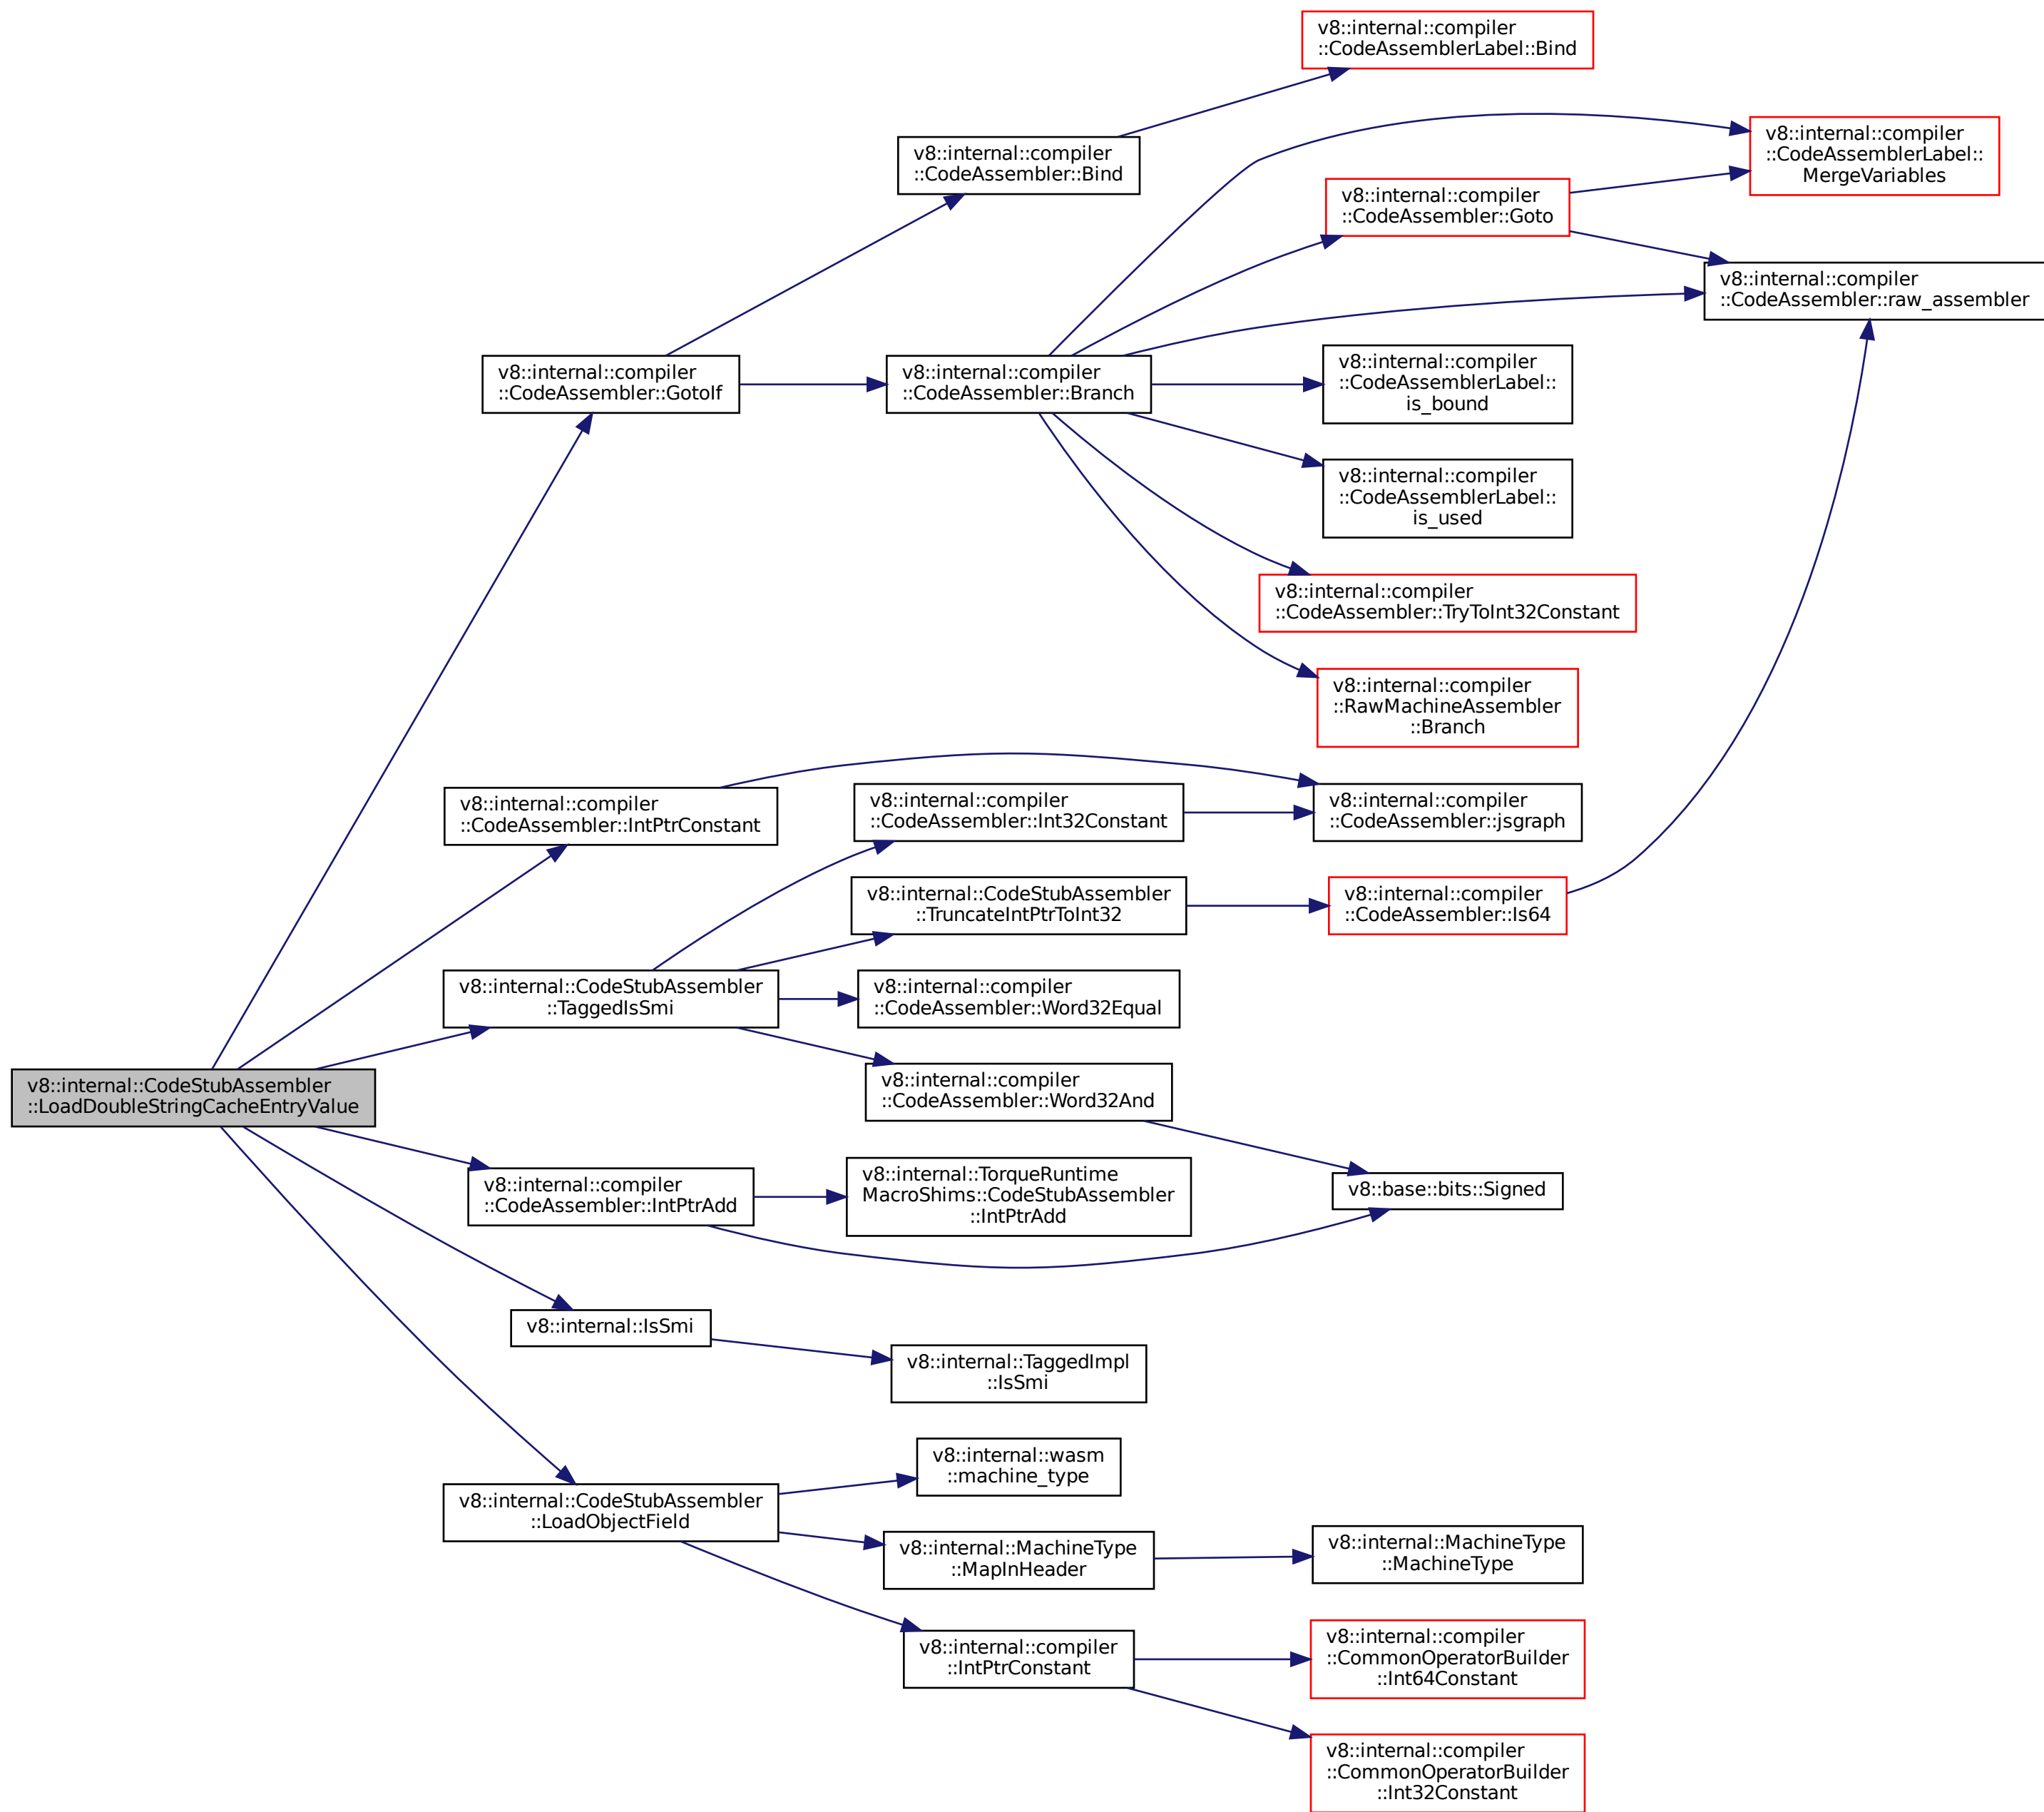 v8::internal::compiler
::CodeAssemblerLabel::Bind
v8::internal::compiler
::CodeAssemblerLabel::
MergeVariables
v8::internal::compiler
::CodeAssembler::Bind
v8::internal::compiler
::CodeAssembler::Goto
v8::internal::compiler
::CodeAssembler::raw_assembler
v8::internal::compiler
::CodeAssembler::GotoIf
v8::internal::compiler
::CodeAssembler::Branch
v8::internal::compiler
::CodeAssemblerLabel::
is_bound
v8::internal::compiler
::CodeAssemblerLabel::
is_used
v8::internal::compiler
::CodeAssembler::TryToInt32Constant
v8::internal::compiler
::RawMachineAssembler
::Branch
v8::internal::compiler
::CodeAssembler::IntPtrConstant
v8::internal::compiler
::CodeAssembler::Int32Constant
v8::internal::compiler
::CodeAssembler::jsgraph
v8::internal::CodeStubAssembler
::TruncateIntPtrToInt32
v8::internal::compiler
::CodeAssembler::Is64
v8::internal::CodeStubAssembler
::TaggedIsSmi
v8::internal::compiler
::CodeAssembler::Word32Equal
v8::internal::CodeStubAssembler
::LoadDoubleStringCacheEntryValue
v8::internal::compiler
::CodeAssembler::Word32And
v8::internal::compiler
::CodeAssembler::IntPtrAdd
v8::internal::TorqueRuntime
MacroShims::CodeStubAssembler
::IntPtrAdd
v8::base::bits::Signed
v8::internal::IsSmi
v8::internal::TaggedImpl
::IsSmi
v8::internal::CodeStubAssembler
::LoadObjectField
v8::internal::wasm
::machine_type
v8::internal::MachineType
::MapInHeader
v8::internal::MachineType
::MachineType
v8::internal::compiler
::IntPtrConstant
v8::internal::compiler
::CommonOperatorBuilder
::Int64Constant
v8::internal::compiler
::CommonOperatorBuilder
::Int32Constant